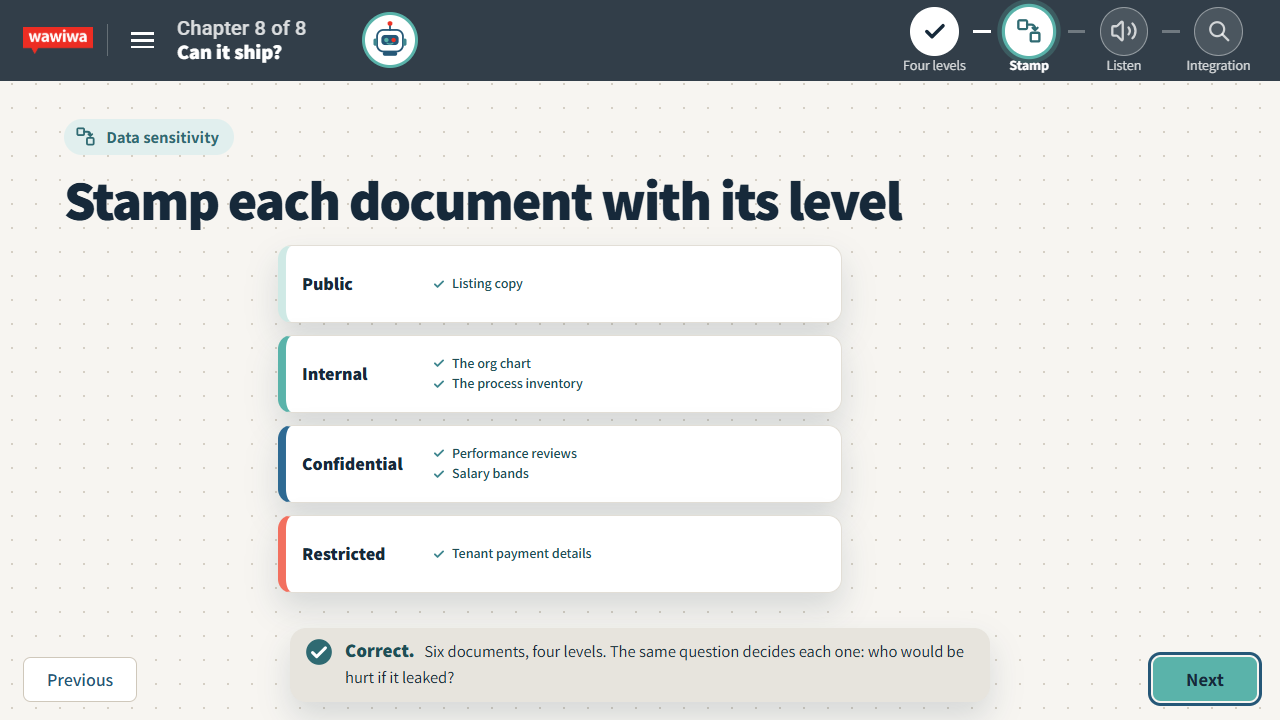 wawiwa
Chapter 8 of 8
Can it ship?
Four levels
Stamp
Listen
Integration
Data sensitivity
Stamp each document with its level
Public
Listing copy
Internal
The org chart
The process inventory
Confidential
Performance reviews
Salary bands
Restricted
Tenant payment details
Correct. Six documents, four levels. The same question decides each one: who would be
hurt if it leaked?
Previous
Next